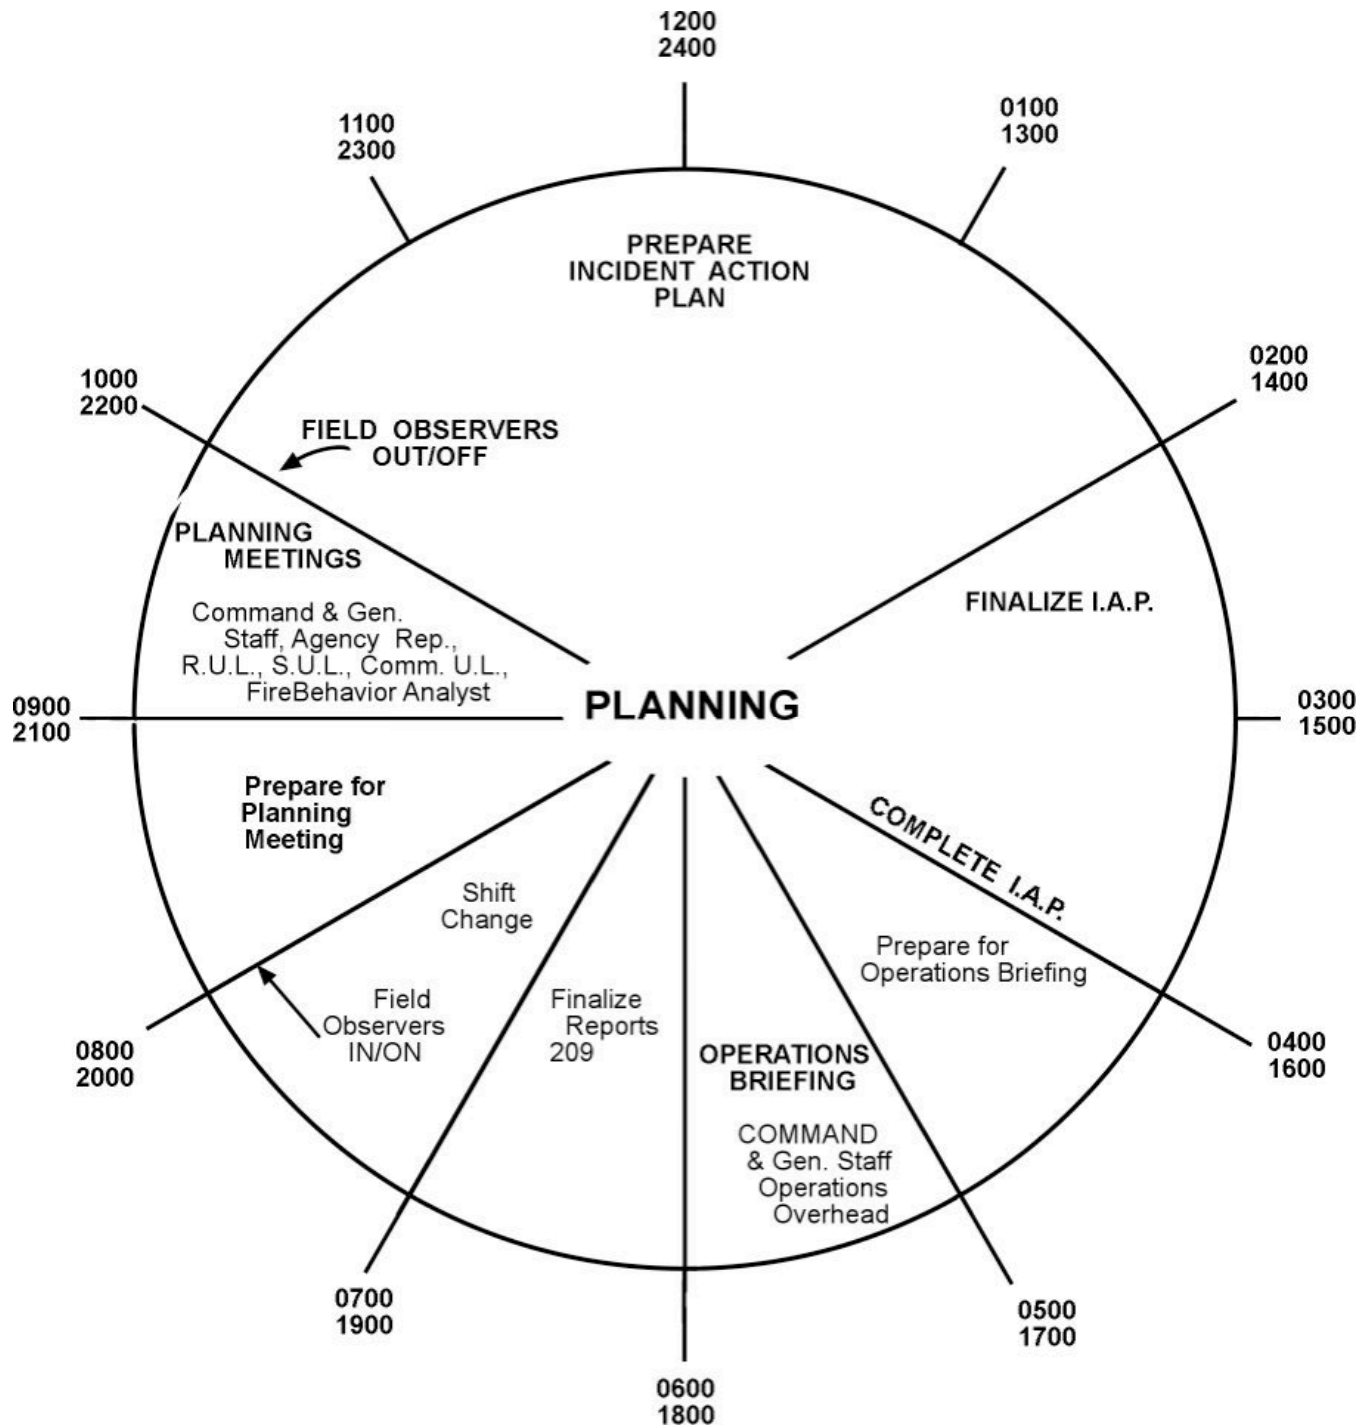 1200
2400
0100
1300
1100
2300
PREPARE
INCIDENT ACTION
PLAN
0200
1400
1000
2200
FIELD OBSERVERS
OUT/OFF
PLANNING
MEETINGS
Command & Gen.
Staff, Agency Rep.,
R.U.L., S.U.L., Comm. U.L.,
FireBehavior Analyst
FINALIZE I.A.P.
PLANNING
0900
2100
0300
1500
Prepare for
Planning
Meeting
COMPLETE I.A.P.
Shift
Change
Prepare for
Operations Briefing
Field
Observers
IN/ON
Finalize
Reports
209
0800
2000
OPERATIONS
BRIEFING
COMMAND
& Gen. Staff
Operations
Overhead
0400
1600
0700
1900
0500
1700
0600
1800